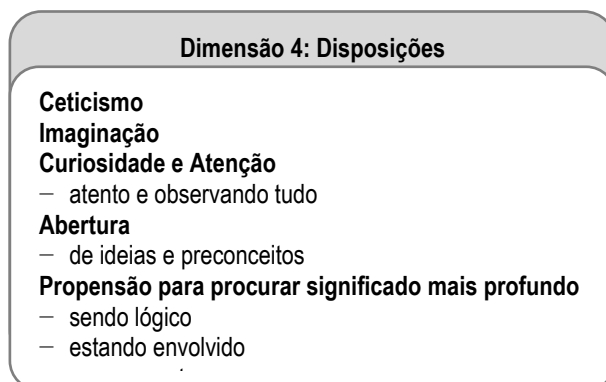 Dimensão 4: Disposições
Ceticismo
Imaginação
Curiosidade e Atenção
− atento e observando tudo
Abertura
− de ideias e preconceitos
Propensão para procurar significado mais profundo
− sendo lógico
− estando envolvido